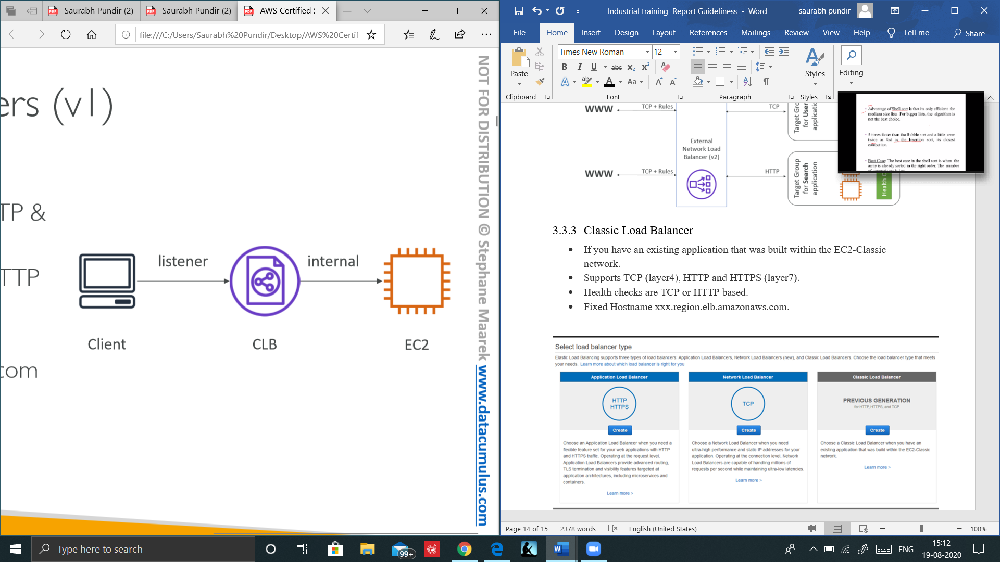 Saurabh Pundir (2).
Saurabh Pundir (2)
AWS Certified S
file:///C:/Users/Saurabh%20Pundir/Desktop/AWS%20Certifi
ers (v1)
TP &
TTP
com
listener
internal
Client
CLB
EC2
NOT FOR DISTRIBUTION © Stephane Maarek www.datacumulus.com
Industrial training Report Guideliness - Word
saurabh pundir
File
Home
Insert
Design
Layout
References
Mailings
Review
View
Help
Tell me
Share
Paste
Clipboard
Times New Roman
12
B I U abc X₂ X²
Aa
Font
Paragraph
Styles
Styles
Editing
WWW
TCP + Rules
TCP
Target Gro
for User
applicatio
External
Network Load
Balancer (v2)
WWW
TCP + Rules
HTTP
Target Group
for Search
application
Health C
• Advantage of Shell sort is that its only efficient for
medium size lists. For bigger lists, the algorithm is
not the best choice.
• 5 times faster than the Bubble sort and a little over
twice as fast as the Insertion sort, its closest
competitor.
• Best Case: The best case in the shell sort is when the
array is already sorted in the right order. The number
of comparisons is less.
3.3.3 Classic Load Balancer
• If you have an existing application that was built within the EC2-Classic
network.
• Supports TCP (layer4), HTTP and HTTPS (layer7).
• Health checks are TCP or HTTP based.
• Fixed Hostname xxx.region.elb.amazonaws.com.
Select load balancer type
Elastic Load Balancing supports three types of load balancers: Application Load Balancers, Network Load Balancers (new), and Classic Load Balancers. Choose the load balancer type that meets
your needs. Learn more about which load balancer is right for you
Application Load Balancer
HTTP
HTTPS
Create
Choose an Application Load Balancer when you need a
flexible feature set for your web applications with HTTP
and HTTPS traffic. Operating at the request level,
Application Load Balancers provide advanced routing,
TLS termination and visibility features targeted at
application architectures, including microservices and
containers.
Learn more >
Network Load Balancer
TCP
Create
Choose a Network Load Balancer when you need
ultra-high performance and static IP addresses for your
application. Operating at the connection level, Network
Load Balancers are capable of handling millions of
requests per second while maintaining ultra-low latencies.
Learn more >
Classic Load Balancer
PREVIOUS GENERATION
for HTTP, HTTPS, and TCP
Create
Choose a Classic Load Balancer when you have an
existing application that was build within the EC2-Classic
network.
Learn more >
Page 14 of 15
2378 words
English (United States)
100%
Type here to search
99+
ENG
15:12
19-08-2020